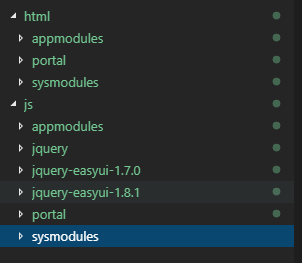 html
appmodules
portal
sysmodules
js
appmodules
jquery
jquery-easyui-1.7.0
jquery-easyui-1.8.1
portal
sysmodules